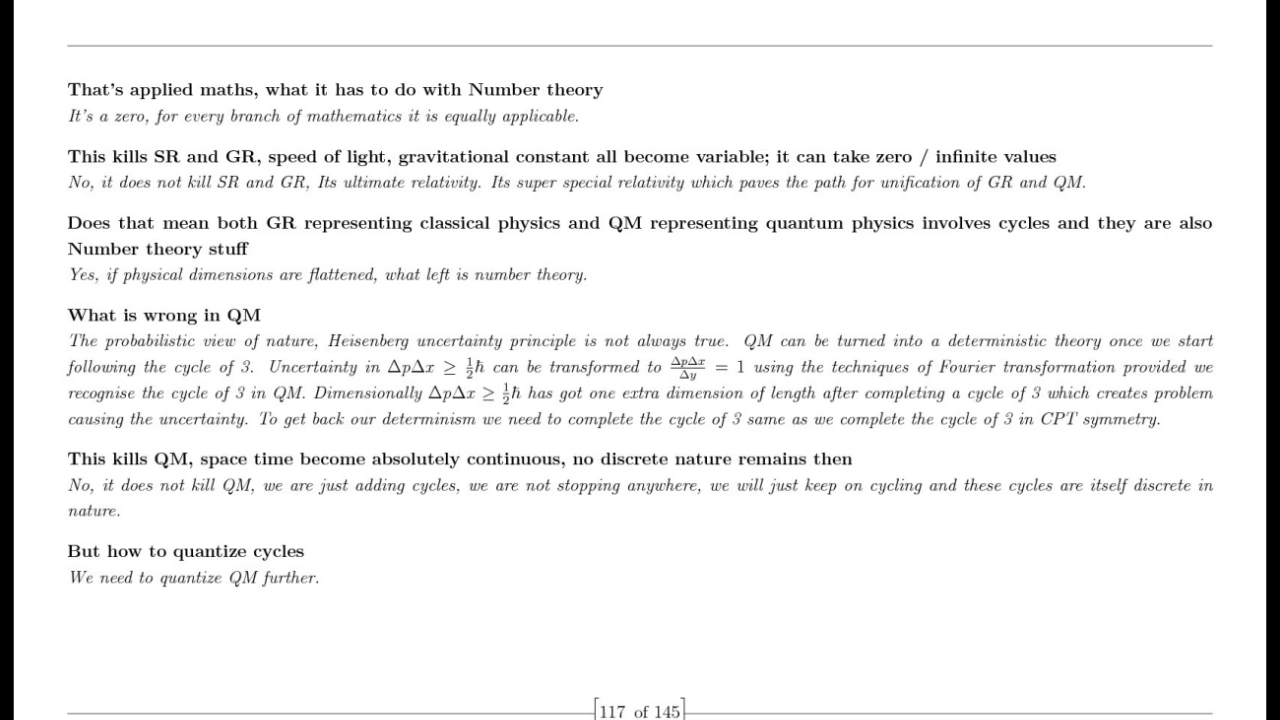 That's applied maths, what it has to do with Number theory
It's a zero, for every branch of mathematics it is equally applicable.
This kills SR and GR, speed of light, gravitational constant all become variable; it can take zero / infinite values
No, it does not kill SR and GR, Its ultimate relativity. Its super special relativity which paves the path for unification of GR and QM.
Does that mean both GR representing classical physics and QM representing quantum physics involves cycles and they are also
Number theory stuff
Yes, if physical dimensions are flattened, what left is number theory.
What is wrong in QM
The probabilistic view of nature, Heisenberg uncertainty principle is not always true. QM can be turned into a deterministic theory once we start
following the cycle of 3. Uncertainty in ΔpΔx ≥ ½ħ can be transformed to ΔpΔx/Δy = 1 using the techniques of Fourier transformation provided we
recognise the cycle of 3 in QM. Dimensionally ΔpΔx ≥ ½ħ has got one extra dimension of length after completing a cycle of 3 which creates problem
causing the uncertainty. To get back our determinism we need to complete the cycle of 3 same as we complete the cycle of 3 in CPT symmetry.
This kills QM, space time become absolutely continuous, no discrete nature remains then
No, it does not kill QM, we are just adding cycles, we are not stopping anywhere, we will just keep on cycling and these cycles are itself discrete in
nature.
But how to quantize cycles
We need to quantize QM further.
[117 of 145]